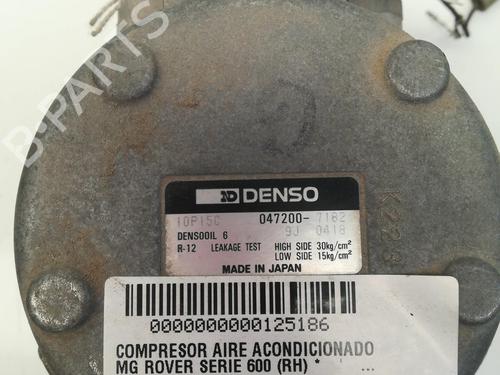 B-PARTS
DENSO
10P15C 047200-7182
DENSOOIL 6 9J 0418
R-12 LEAKAGE TEST HIGH SIDE 30kg/cm²
LOW SIDE 15kg/cm²
MADE IN JAPAN
0000000000125186
COMPRESOR AIRE ACONDICIONADO
MG ROVER SERIE 600 (RH) *